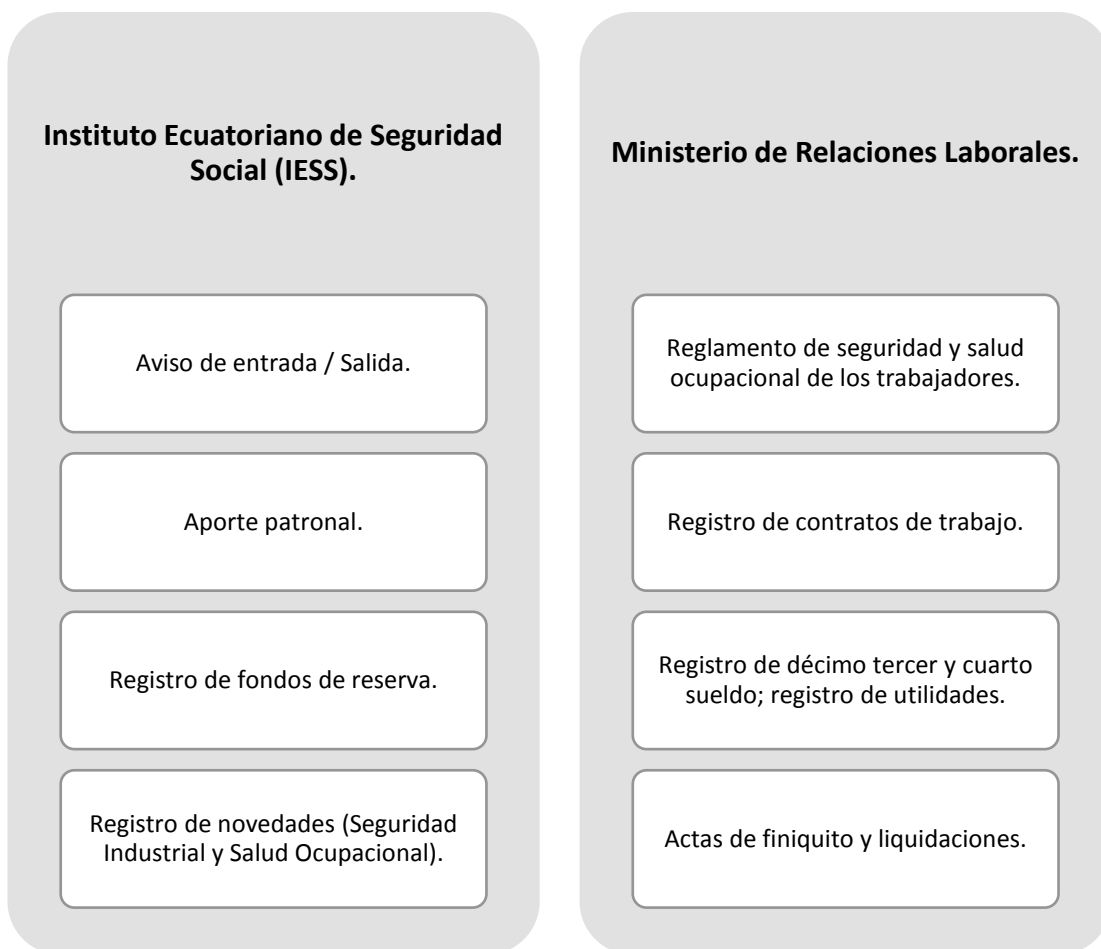 Instituto Ecuatoriano de Seguridad
Social (IESS).
Aviso de entrada / Salida.
Aporte patronal.
Registro de fondos de reserva.
Registro de novedades (Seguridad
Industrial y Salud Ocupacional).
Ministerio de Relaciones Laborales.
Reglamento de seguridad y salud
ocupacional de los trabajadores.
Registro de contratos de trabajo.
Registro de décimo tercer y cuarto
sueldo; registro de utilidades.
Actas de finiquito y liquidaciones.